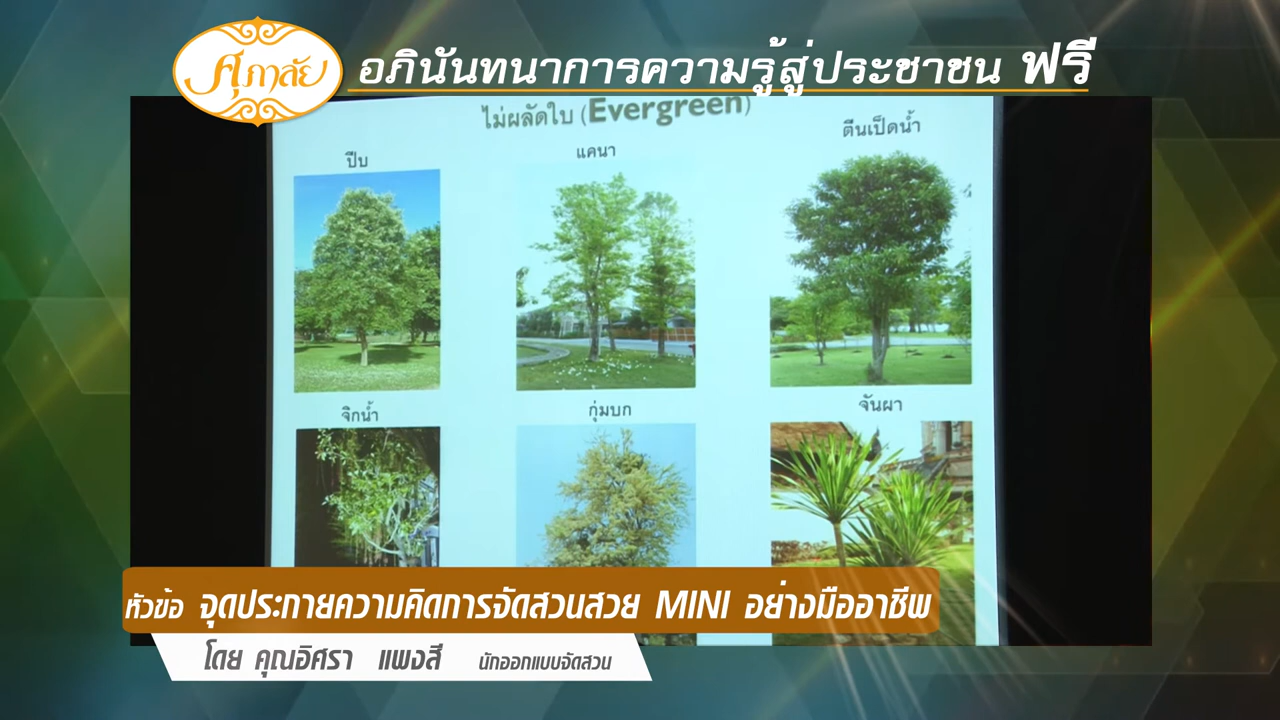 ศุภาลัย
อภินันทนาการความรู้สู่ประชาชน ฟรี
ไม่ผลัดใบ (Evergreen)
ปีบ
แคนา
ตีนเป็ดน้ำ
จิกน้ำ
กุ่มบก
จันผา
หัวข้อ จุดประกายความคิดการจัดสวนสวย MINI อย่างมืออาชีพ
โดย คุณอิศรา แพงสี นักออกแบบจัดสวน